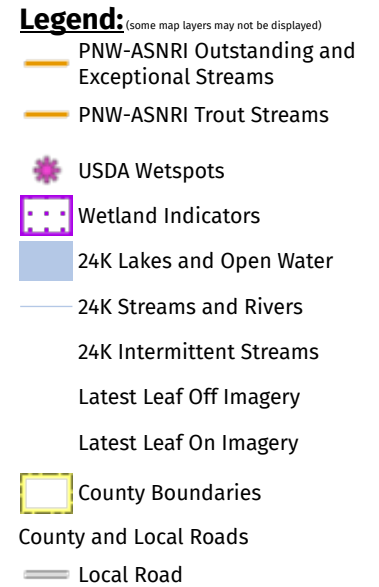 Legend: (some map layers may not be displayed)
PNW-ASNRI Outstanding and
Exceptional Streams
PNW-ASNRI Trout Streams
USDA Wetspots
Wetland Indicators
24K Lakes and Open Water
24K Streams and Rivers
24K Intermittent Streams
Latest Leaf Off Imagery
Latest Leaf On Imagery
County Boundaries
County and Local Roads
Local Road